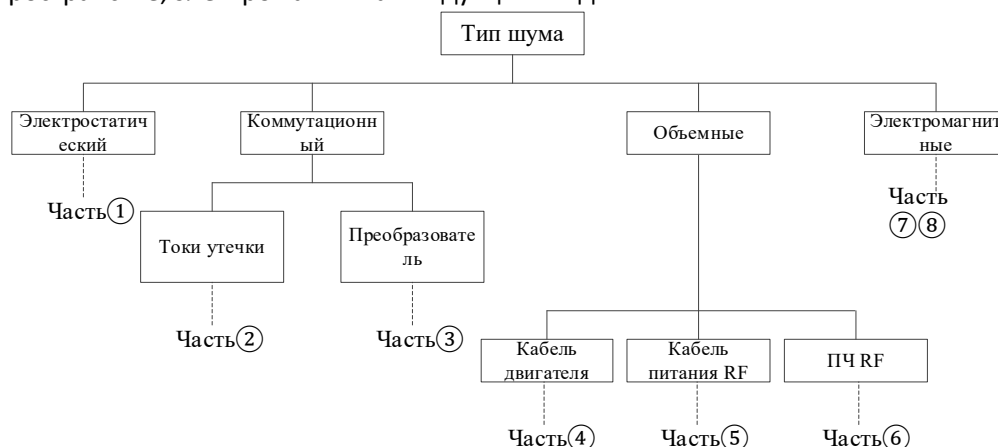 Тип шума
Электростатич
еский
Коммутационн
ый
Объемные
Электромагнит
ные
Часть①
Токи утечки
Преобразовате
ль
Часть
⑦⑧
Часть②
Часть③
Кабель
двигателя
Кабель
питания RF
ПЧ RF
Часть④
Часть⑤
Часть⑥